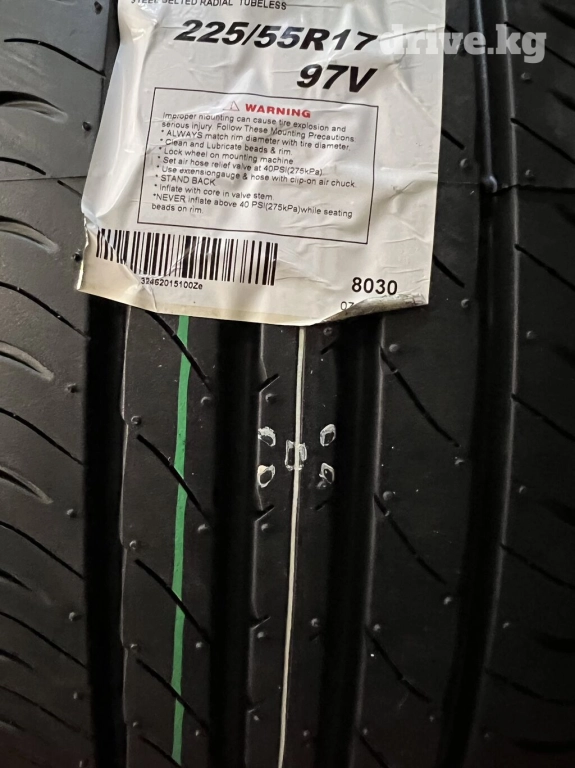 STEEL BELTED RADIAL TUBELESS
225/55R17
drive.kg
97V
WARNING
Improper mounting can cause tire explosion and
serious injury. Follow These Mounting Precautions
* ALWAYS match rim diameter with tire diameter.
* Clean and Lubricate beads & rim.
* Lock wheel on mounting machine
* Set air hose relief valve at 40PSI(275kPa).
* Use extensiongauge & hose with clip-on air chuck.
* STAND BACK
* Inflate with core in valve stem
*NEVER inflate above 40 PSI(275kPa)while seating
beads on rim.
32462015100Ze
8030